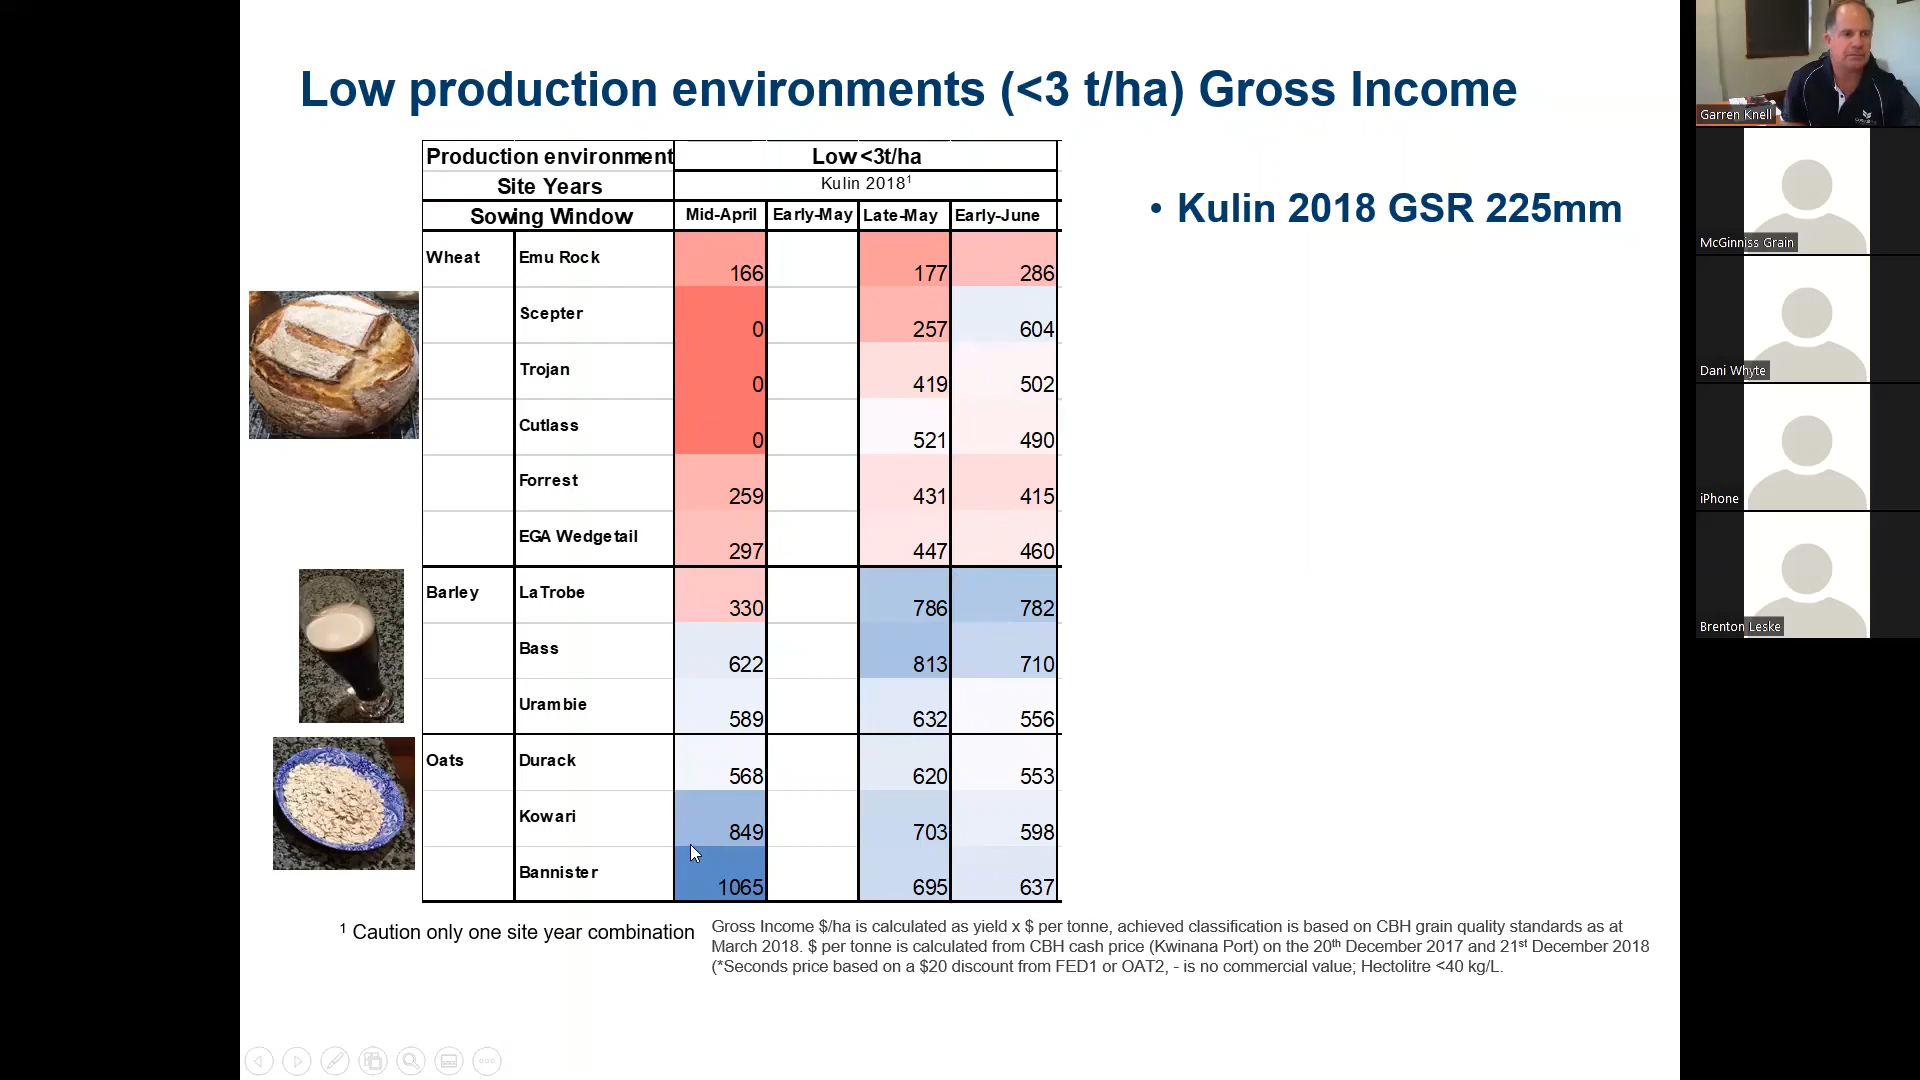 Low production environments (<3 t/ha) Gross Income
Production environment Low <3t/ha
Site Years Kulin 2018¹
Sowing Window Mid-April Early-May Late-May Early-June
Wheat Emu Rock 166 177 286
Scepter 0 257 604
Trojan 0 419 502
Cutlass 0 521 490
Forrest 259 431 415
EGA Wedgetail 297 447 460
Barley LaTrobe 330 786 782
Bass 622 813 710
Urambie 589 632 556
Oats Durack 568 620 553
Kowari 849 703 598
Bannister 1065 695 637
• Kulin 2018 GSR 225mm
¹ Caution only one site year combination
Gross Income $/ha is calculated as yield x $ per tonne, achieved classification is based on CBH grain quality standards as at
March 2018. $ per tonne is calculated from CBH cash price (Kwinana Port) on the 20th December 2017 and 21st December 2018
(*Seconds price based on a $20 discount from FED1 or OAT2, - is no commercial value; Hectolitre <40 kg/L.
Garren Knell
McGinniss Grain
Dani Whyte
iPhone
Brenton Leske